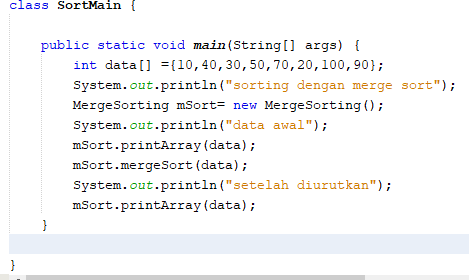 class SortMain {
public static void main(String[] args) {
int data[] ={10,40,30,50,70,20,100,90};
System.out.println("sorting dengan merge sort");
MergeSorting mSort= new MergeSorting();
System.out.println("data awal");
mSort.printArray(data);
mSort.mergeSort(data);
System.out.println("setelah diurutkan");
mSort.printArray(data);
}
}